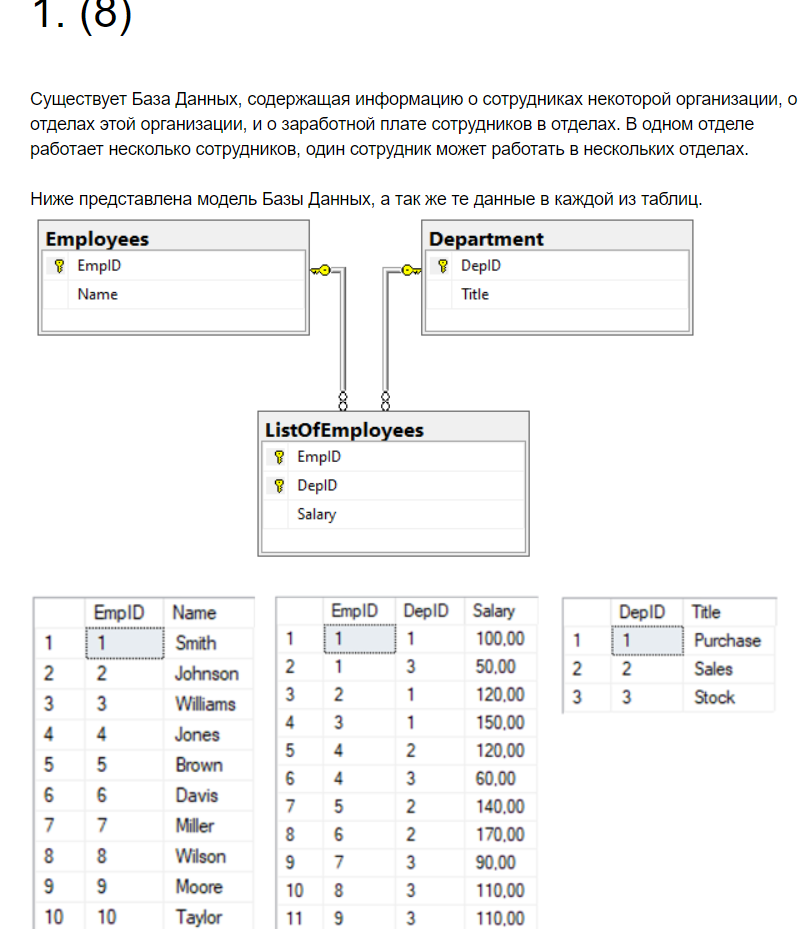 1. (8)
Существует База Данных, содержащая информацию о сотрудниках некоторой организации, о
отделах этой организации, и о заработной плате сотрудников в отделах. В одном отделе
работает несколько сотрудников, один сотрудник может работать в нескольких отделах.
Ниже представлена модель Базы Данных, а так же те данные в каждой из таблиц.
Employees
EmpID
Name
Department
DepID
Title
ListOfEmployees
EmpID
DepID
Salary
EmpID Name
1 1 Smith
2 2 Johnson
3 3 Williams
4 4 Jones
5 5 Brown
6 6 Davis
7 7 Miller
8 8 Wilson
9 9 Moore
10 10 Taylor
EmpID DepID Salary
1 1 1 100,00
2 1 3 50,00
3 2 1 120,00
4 3 1 150,00
5 4 2 120,00
6 4 3 60,00
7 5 2 140,00
8 6 2 170,00
9 7 3 90,00
10 8 3 110,00
11 9 3 110,00
DepID Title
1 1 Purchase
2 2 Sales
3 3 Stock